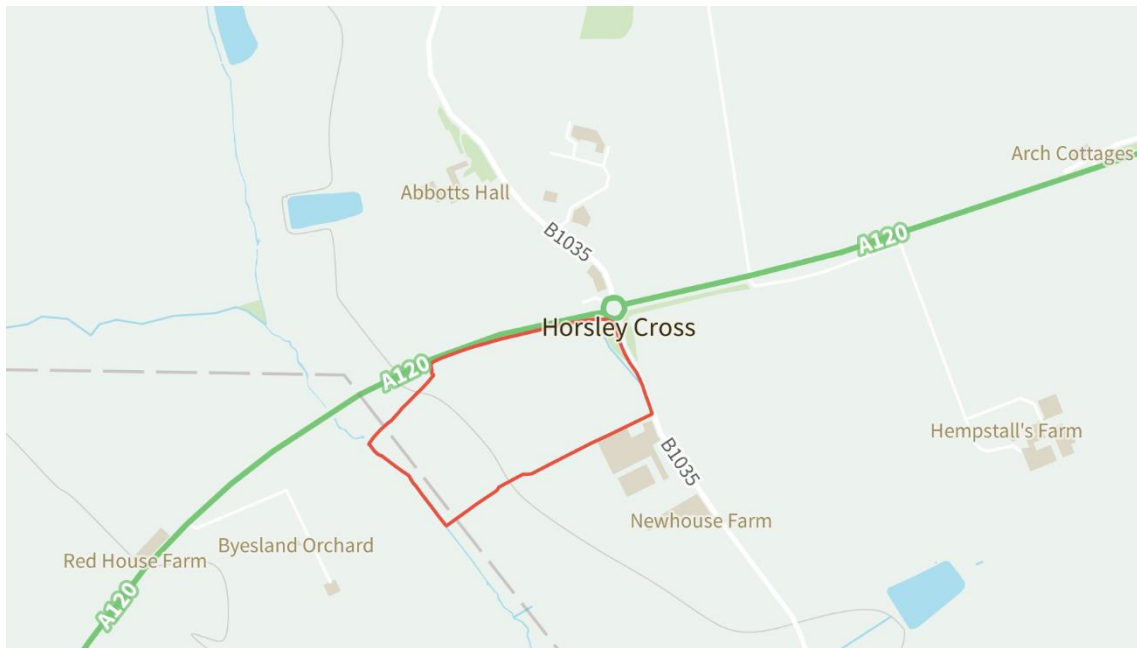 Arch Cottages
Abbotts Hall
B1035
A120
Horsley Cross
A120
Hempstall's Farm
B1035
Newhouse Farm
Byesland Orchard
Red House Farm
A120